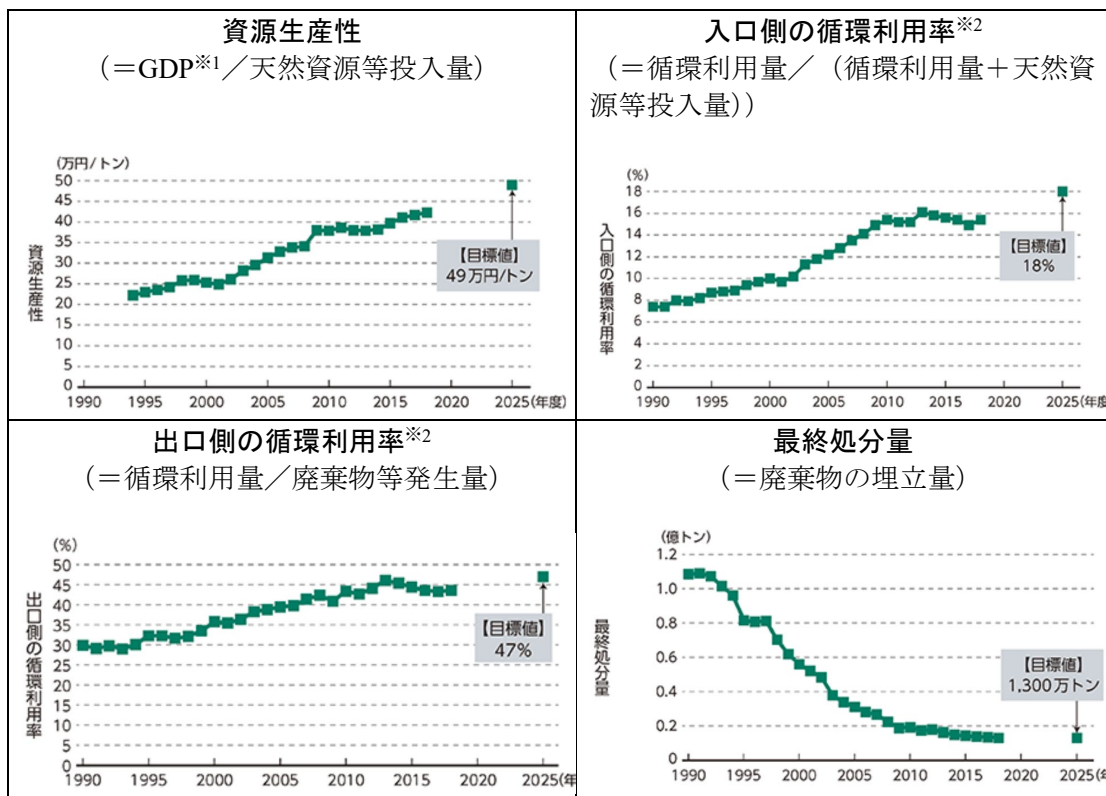 資源生産性
（＝GDP※1／天然資源等投入量）
(万円/トン)
50
45
40
35
30
25
20
15
10
5
0
資源生産性
【目標値】
49万円/トン
1990 1995 2000 2005 2010 2015 2020 2025(年度)
入口側の循環利用率※2
（＝循環利用量／（循環利用量＋天然資
源等投入量））
(%)
18
16
14
12
10
8
6
4
2
0
入口側の循環利用率
【目標値】
18%
1990 1995 2000 2005 2010 2015 2020 2025(年度)
出口側の循環利用率※2
（＝循環利用量／廃棄物等発生量）
(%)
50
45
40
35
30
25
20
15
10
5
0
出口側の循環利用率
【目標値】
47%
1990 1995 2000 2005 2010 2015 2020 2025(年
最終処分量
（＝廃棄物の埋立量）
(億トン)
1.2
1.0
0.8
0.6
0.4
0.2
0
最終処分量
【目標値】
1,300万トン
1990 1995 2000 2005 2010 2015 2020 2025(年